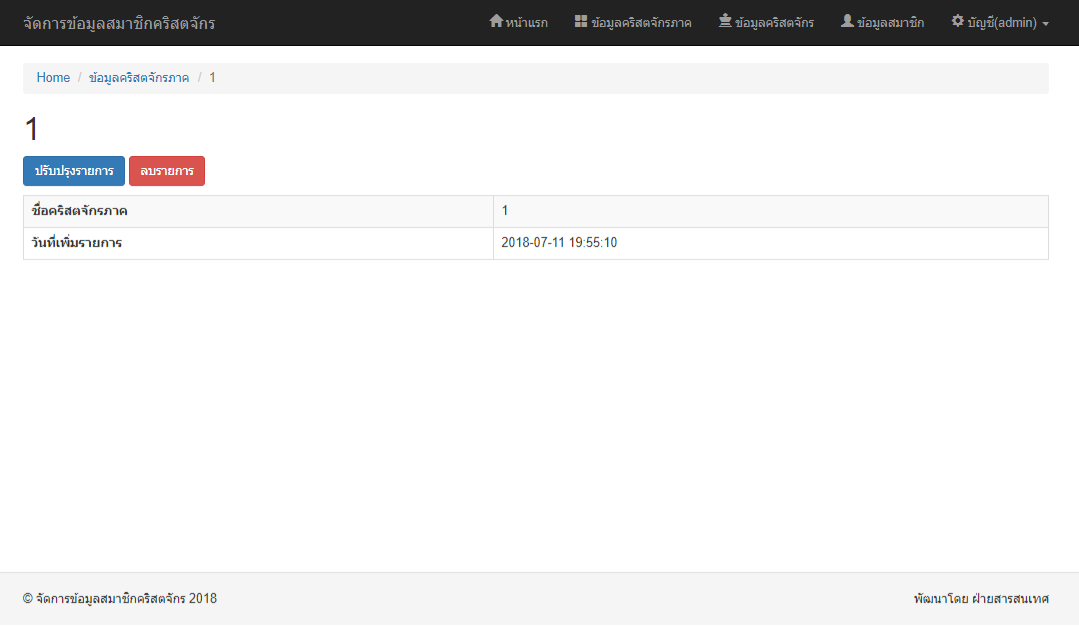 จัดการข้อมูลสมาชิกคริสตจักร หน้าแรก ข้อมูลคริสตจักรภาค ข้อมูลคริสตจักร ข้อมูลสมาชิก บัญชี(admin)
Home / ข้อมูลคริสตจักรภาค / 1
1
ปรับปรุงรายการ ลบรายการ
ชื่อคริสตจักรภาค 1
วันที่เพิ่มรายการ 2018-07-11 19:55:10
© จัดการข้อมูลสมาชิกคริสตจักร 2018 พัฒนาโดย ฝ่ายสารสนเทศ